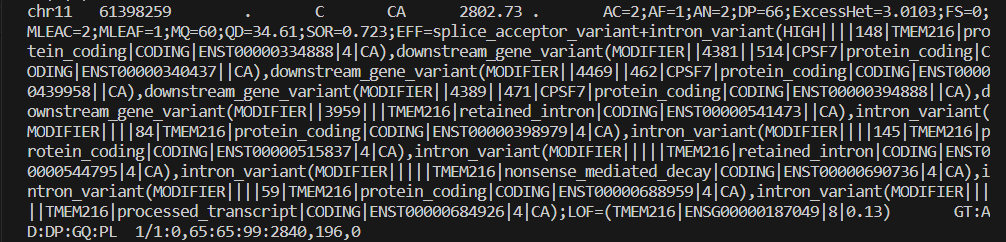 chr11 61398259 . C CA 2802.73 . AC=2;AF=1;AN=2;DP=66;ExcessHet=3.0103;FS=0;
MLEAC=2;MLEAF=1;MQ=60;QD=34.61;SOR=0.723;EFF=splice_acceptor_variant+intron_variant(HIGH||||148|TMEM216|pro
tein_coding|CODING|ENST00000334888|4|CA),downstream_gene_variant(MODIFIER||4381||514|CPSF7|protein_coding|C
ODING|ENST00000340437||CA),downstream_gene_variant(MODIFIER||4469||462|CPSF7|protein_coding|CODING|ENST0000
0439958||CA),downstream_gene_variant(MODIFIER||4389||471|CPSF7|protein_coding|CODING|ENST00000394888||CA),d
ownstream_gene_variant(MODIFIER||3959|||TMEM216|retained_intron|CODING|ENST00000541473||CA),intron_variant(
MODIFIER||||84|TMEM216|protein_coding|CODING|ENST00000398979|4|CA),intron_variant(MODIFIER||||145|TMEM216|p
rotein_coding|CODING|ENST00000515837|4|CA),intron_variant(MODIFIER|||||TMEM216|retained_intron|CODING|ENST0
0000544795|4|CA),intron_variant(MODIFIER|||||TMEM216|nonsense_mediated_decay|CODING|ENST00000690736|4|CA),i
ntron_variant(MODIFIER||||59|TMEM216|protein_coding|CODING|ENST00000688959|4|CA),intron_variant(MODIFIER|||
||TMEM216|processed_transcript|CODING|ENST00000684926|4|CA);LOF=(TMEM216|ENSG00000187049|8|0.13) GT:A
D:DP:GQ:PL 1/1:0,65:65:99:2840,196,0